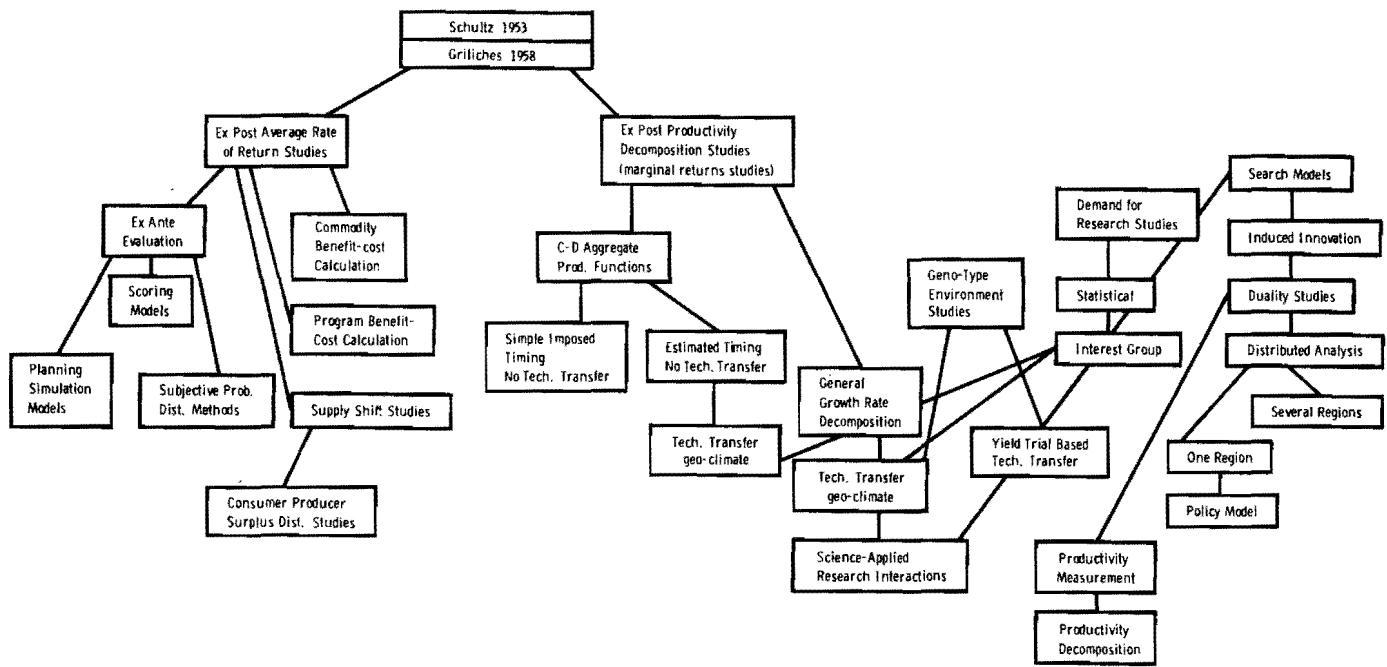 Schultz 1953
Griliches 1958
Ex Post Average Rate
of Return Studies
Ex Post Productivity
Decomposition Studies
(marginal returns studies)
Search Models
Demand for
Research Studies
Ex Ante
Evaluation
Commodity
Benefit-cost
Calculation
C-D Aggregate
Prod. Functions
Induced Innovation
Geno-Type
Environment
Studies
Scoring
Models
Statistical
Duality Studies
Program Benefit-
Cost Calculation
Simple Imposed
Timing
No Tech. Transfer
Estimated Timing
No Tech. Transfer
Interest Group
Distributed Analysis
Planning
Simulation
Models
Subjective Prob.
Dist. Methods
Supply Shift Studies
General
Growth Rate
Decomposition
Several Regions
Tech. Transfer
geo-climate
Yield Trial Based
Tech. Transfer
One Region
Tech. Transfer
geo-climate
Consumer Producer
Surplus Dist. Studies
Policy Model
Science-Applied
Research Interactions
Productivity
Measurement
Productivity
Decomposition